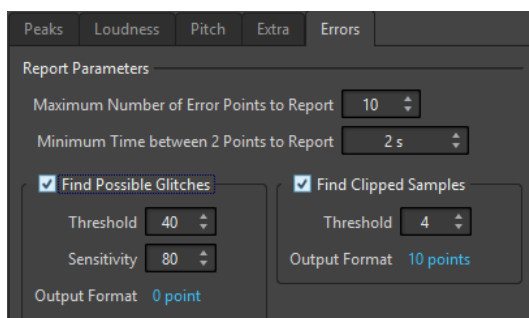 Peaks Loudness Pitch Extra Errors
Report Parameters
Maximum Number of Error Points to Report 10
Minimum Time between 2 Points to Report 2 s
Find Possible Glitches
Threshold 40
Sensitivity 80
Output Format 0 point
Find Clipped Samples
Threshold 4
Output Format 10 points